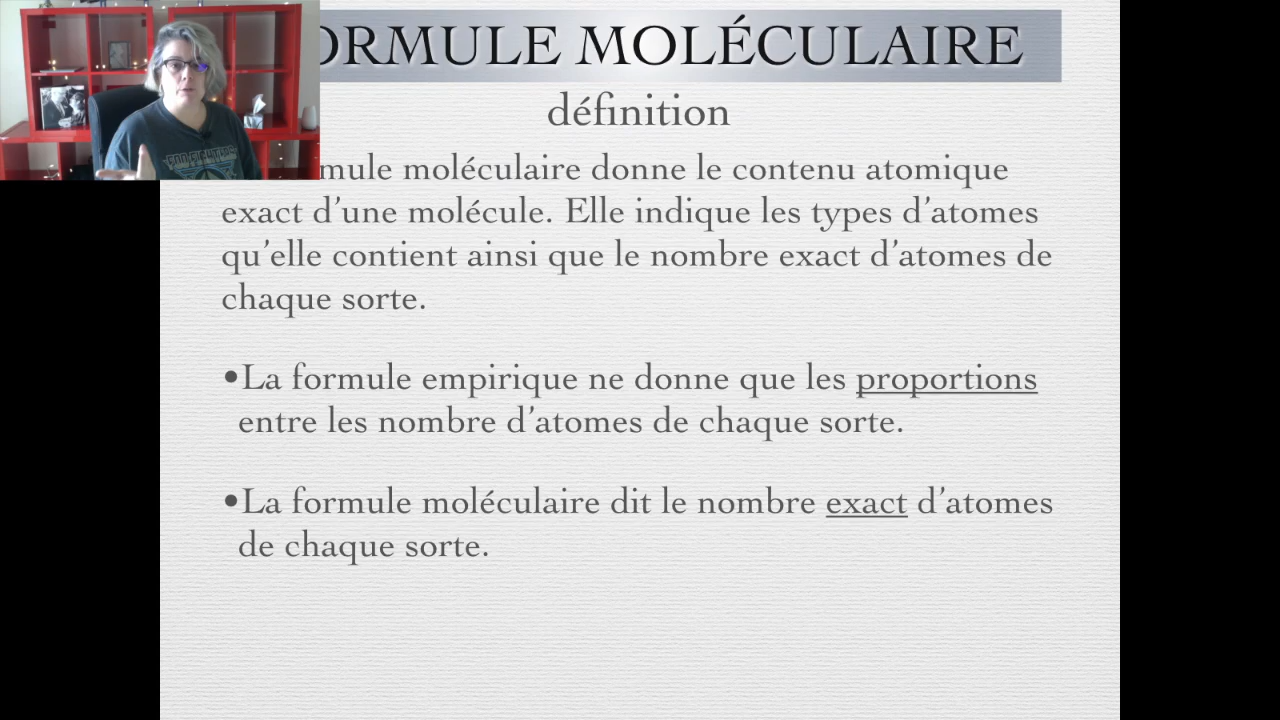 ORMULE MOLÉCULAIRE
définition
mule moléculaire donne le contenu atomique
exact d’une molécule. Elle indique les types d’atomes
qu’elle contient ainsi que le nombre exact d’atomes de
chaque sorte.
•La formule empirique ne donne que les proportions
entre les nombre d’atomes de chaque sorte.
•La formule moléculaire dit le nombre exact d’atomes
de chaque sorte.
FOO FIGHTERS